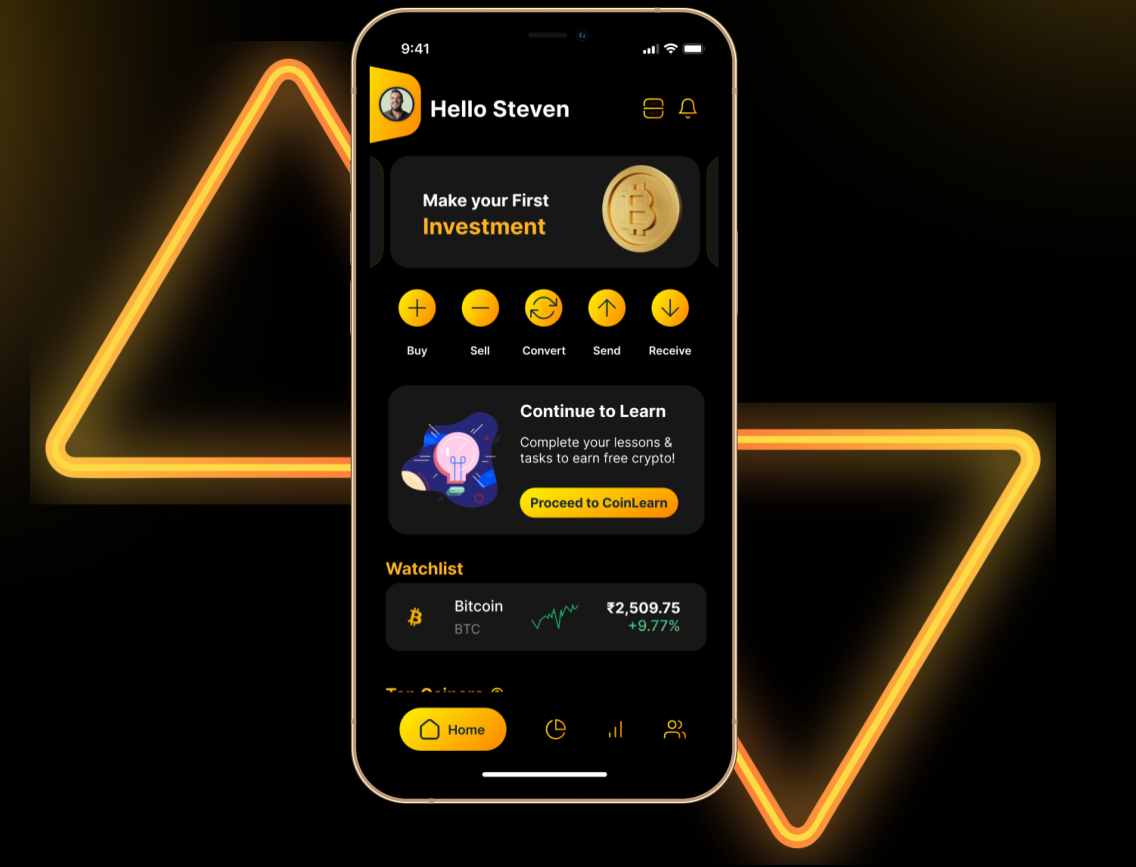 9:41
Hello Steven
Make your First
Investment
Buy
Sell
Convert
Send
Receive
Continue to Learn
Complete your lessons &
tasks to earn free crypto!
Proceed to CoinLearn
Watchlist
Bitcoin
₹2,509.75
BTC
+9.77%
Home